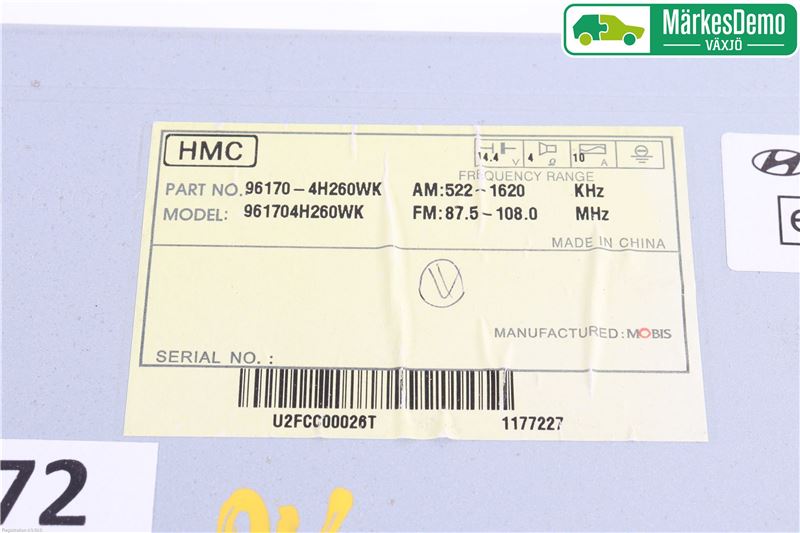 MärkesDemo
VÄXJÖ
HMC
14.4 V 4 Ω 10 A
FREQUENCY RANGE
PART NO. 96170-4H260WK AM:522~1620 KHz
MODEL: 961704H260WK FM:87.5-108.0 MHz
MADE IN CHINA
MANUFACTURED: MOBIS
SERIAL NO. :
U2FCC00026T 1177227
72